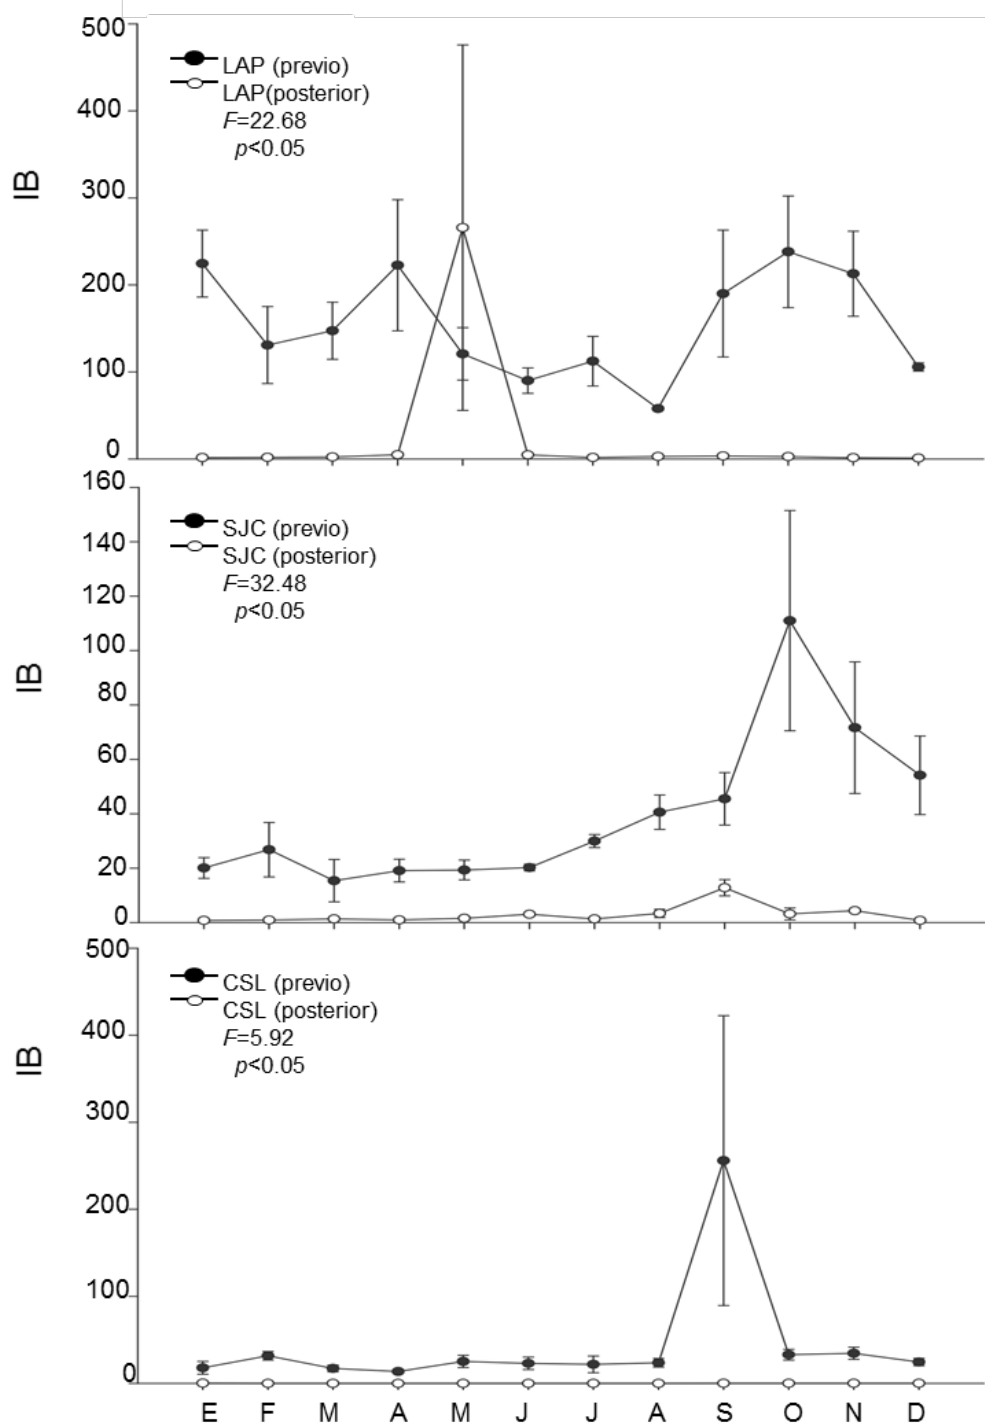 500
LAP (previo)
LAP(posterior)
F=22.68
p<0.05
400
300
IB
200
100
0
160
SJC (previo)
SJC (posterior)
F=32.48
p<0.05
140
120
100
IB
80
60
40
20
0
500
CSL (previo)
CSL (posterior)
F=5.92
p<0.05
400
IB
300
200
100
0
E F M A M J J A S O N D